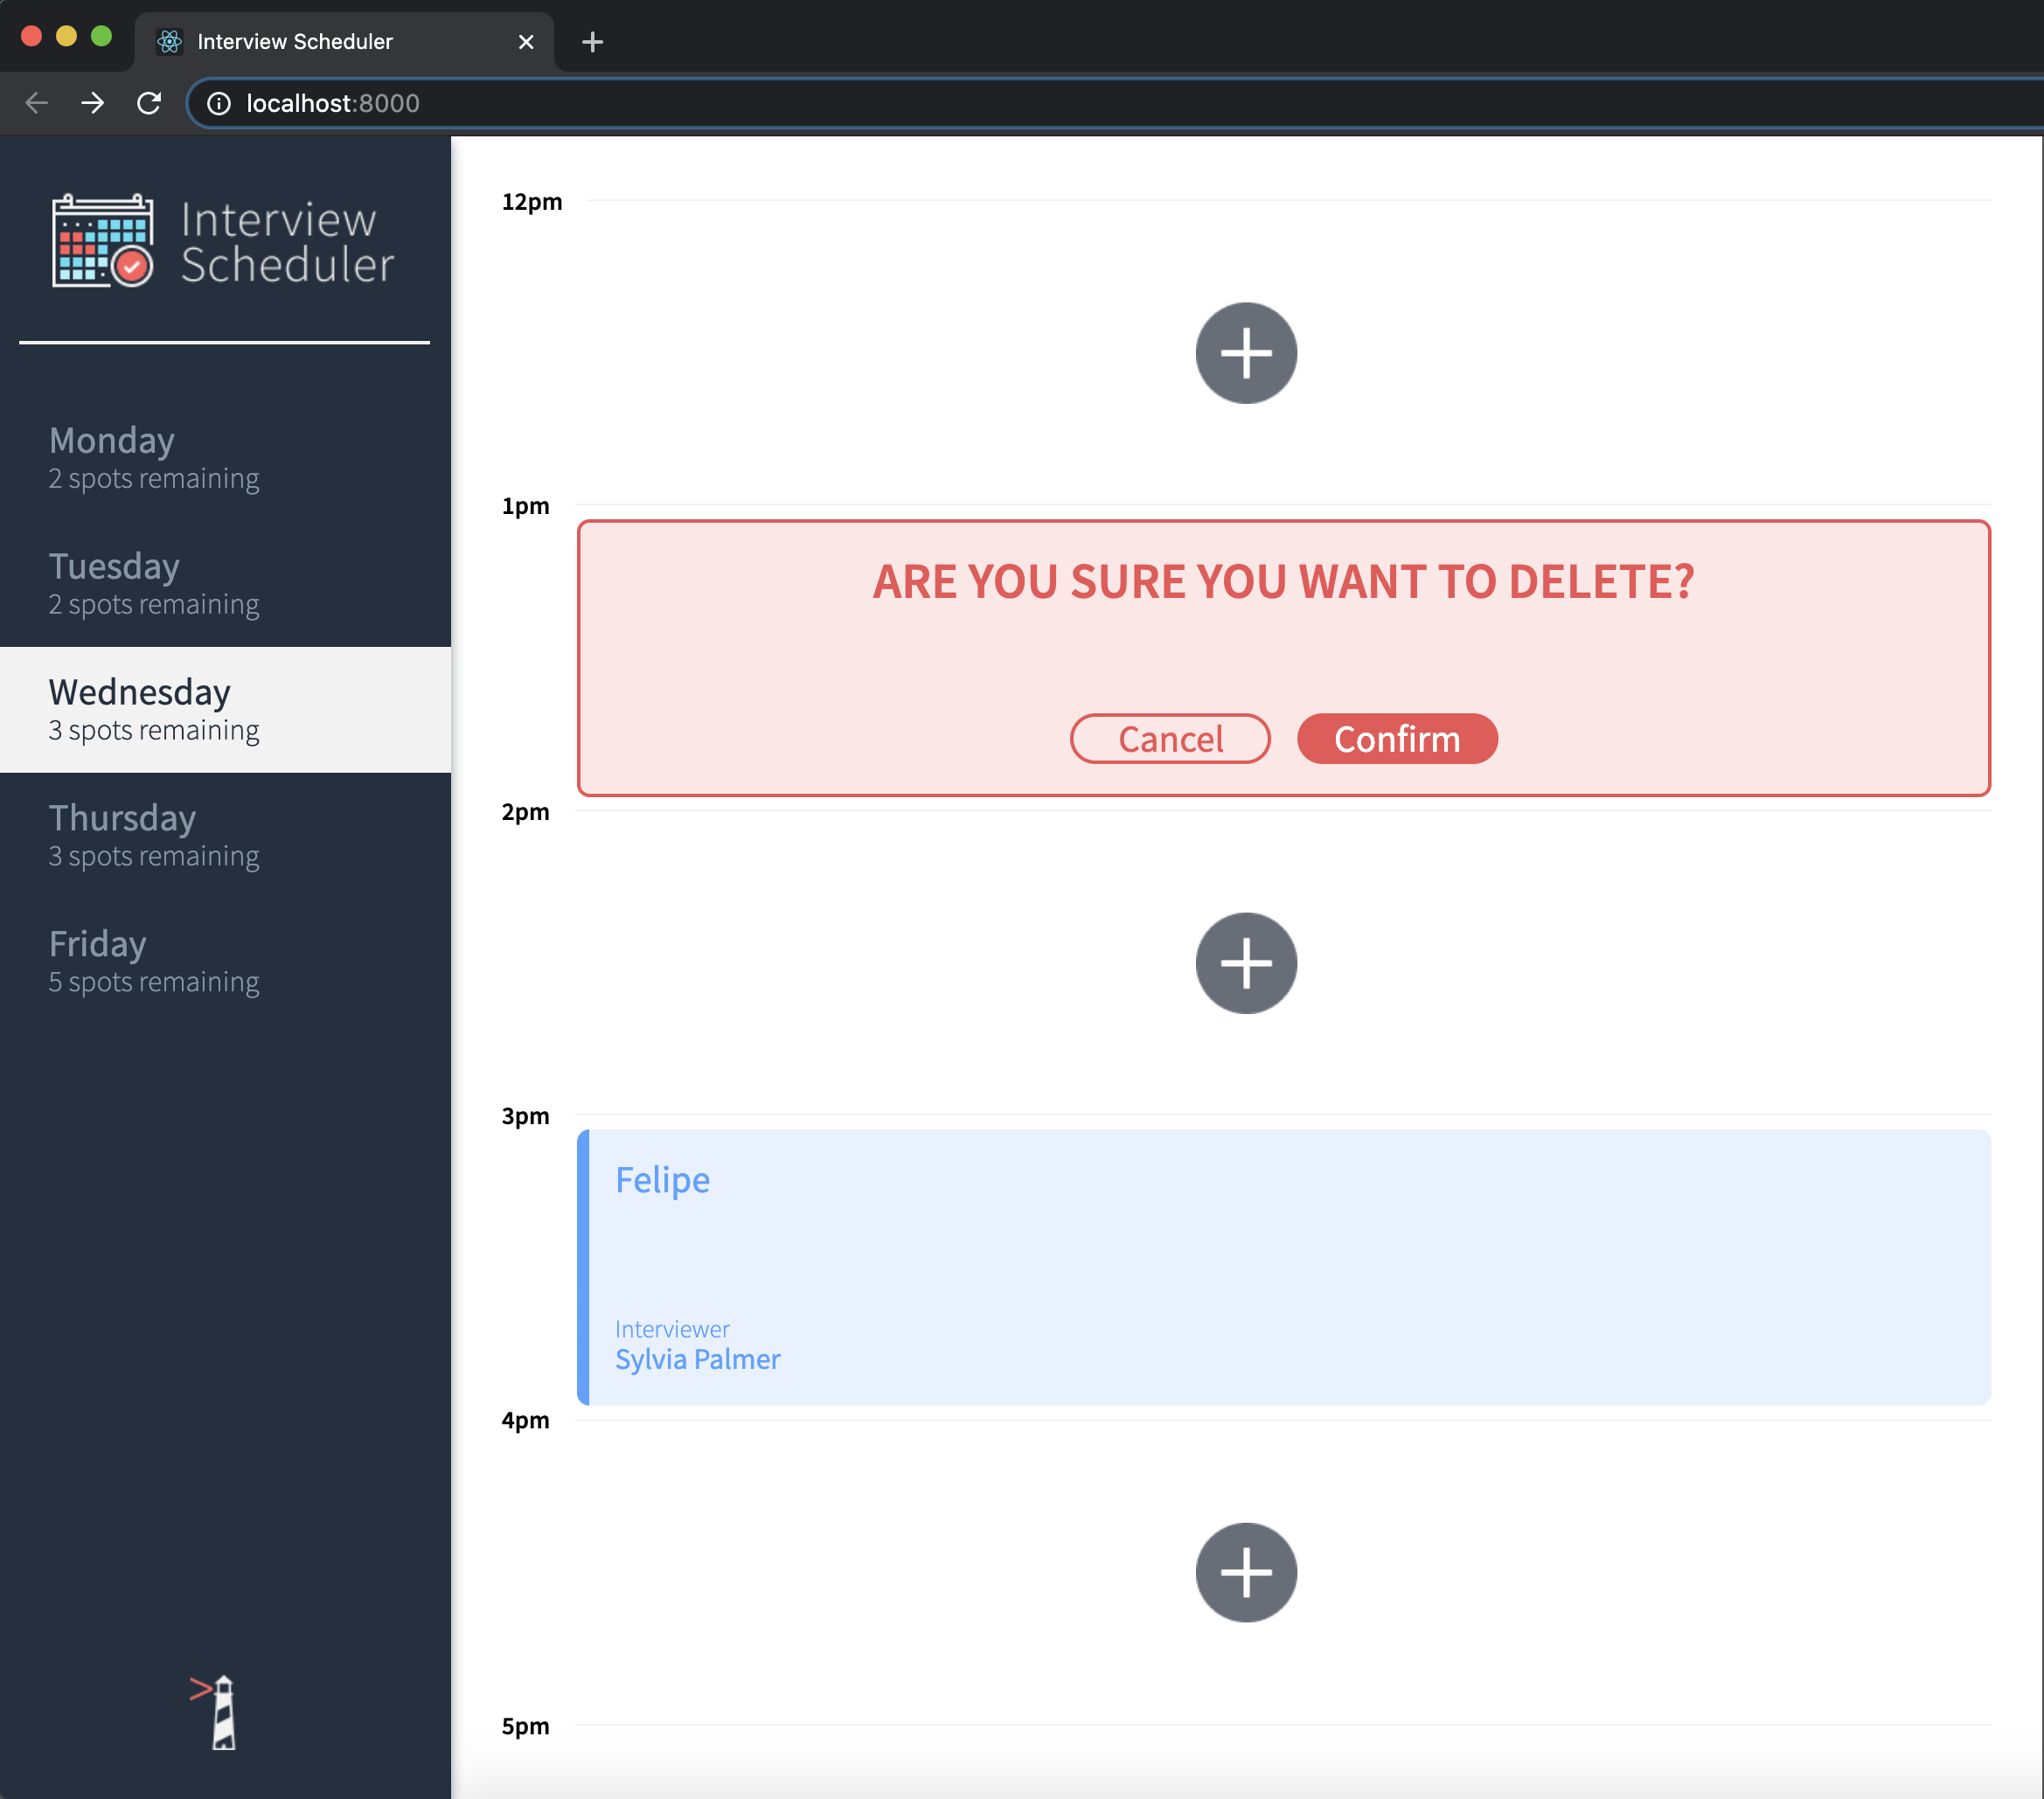 Interview Scheduler
localhost:8000
Interview
Scheduler
Monday
2 spots remaining
Tuesday
2 spots remaining
Wednesday
3 spots remaining
Thursday
3 spots remaining
Friday
5 spots remaining
12pm
1pm
ARE YOU SURE YOU WANT TO DELETE?
Cancel Confirm
2pm
3pm
Felipe
Interviewer
Sylvia Palmer
4pm
5pm